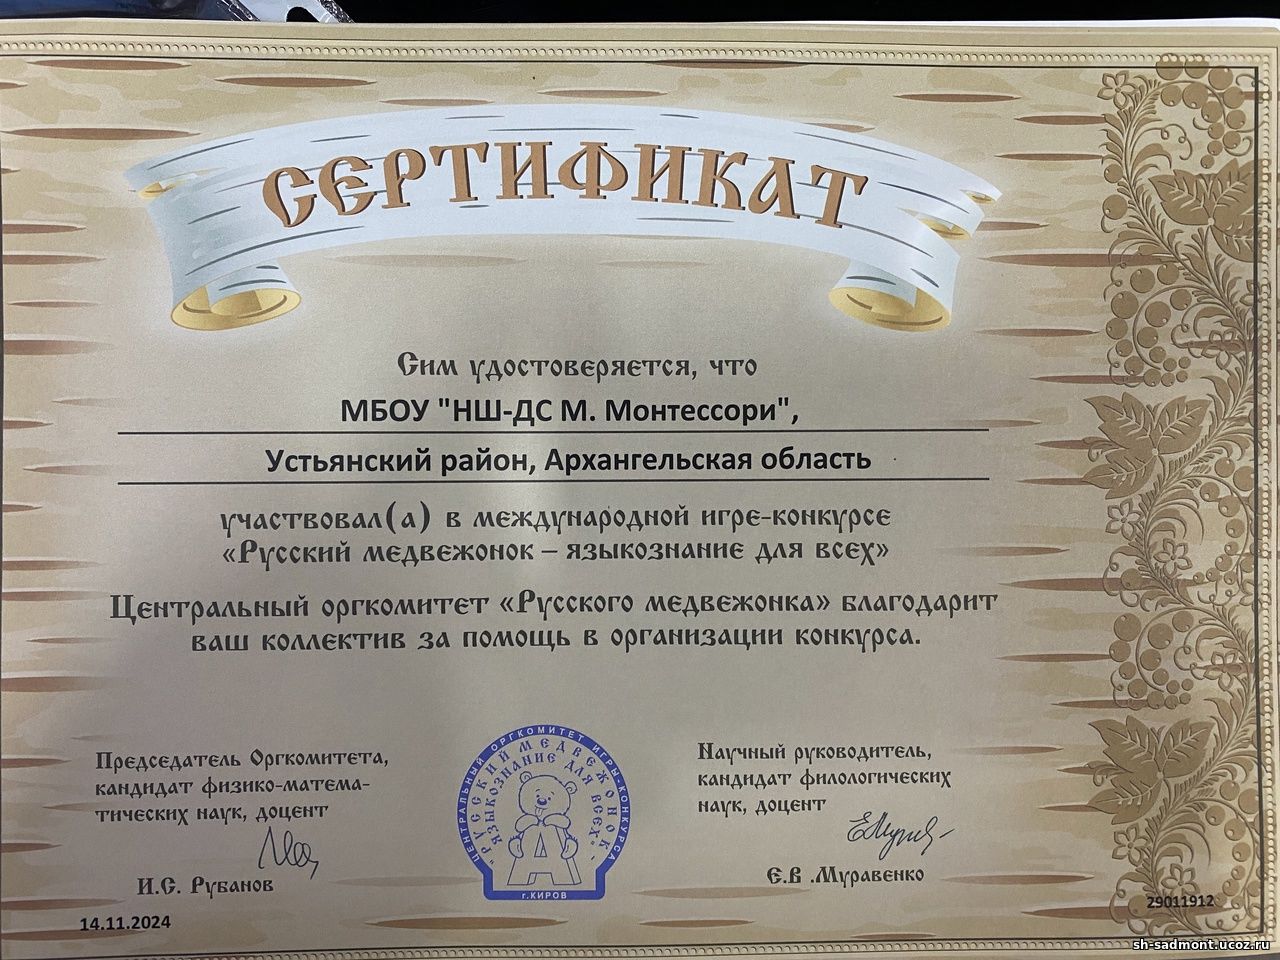 СЕРТИФИКАТ
Сим удостоверяется, что
МБОУ "НШ-ДС М. Монтессори",
Устьянский район, Архангельская область
участвовал(а) в международной игре-конкурсе
«Русский медвежонок – языкознание для всех»
Центральный оргкомитет «Русского медвежонка» благодарит
ваш коллектив за помощь в организации конкурса.
Председатель Оргкомитета,
кандидат физико-матема-
тических наук, доцент
И.С. Рубанов
14.11.2024
ЦЕНТРАЛЬНЫЙ ОРГКОМИТЕТ ИГРЫ-КОНКУРСА
"РУССКИЙ МЕДВЕЖОНОК -
ЯЗЫКОЗНАНИЕ ДЛЯ ВСЕХ"
А
г.КИРОВ
Научный руководитель,
кандидат филологических
наук, доцент
Е.В .Муравенко
29011912
sh-sadmont.ucoz.ru